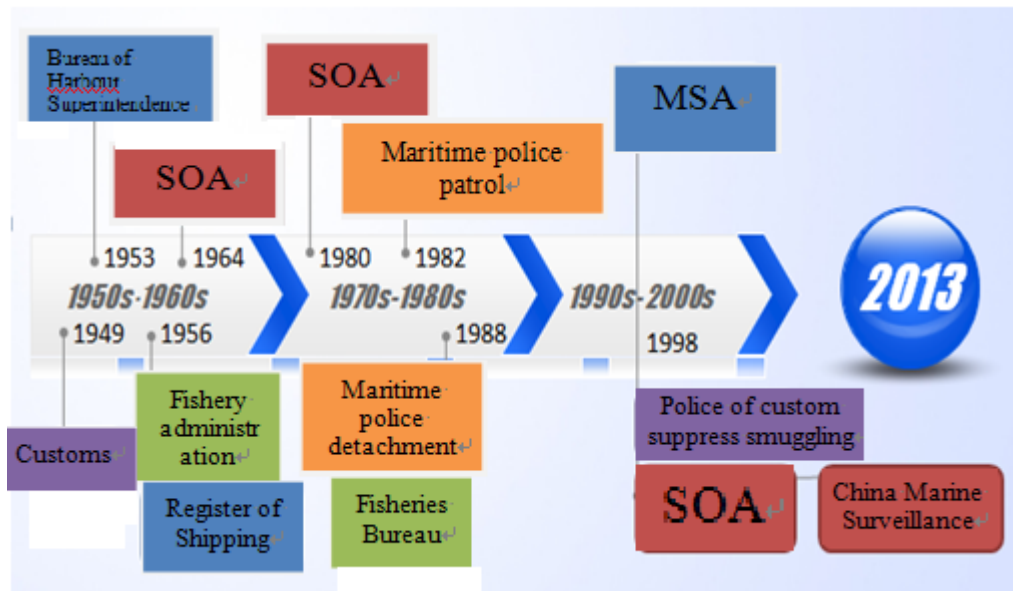 Bureau of
Harbour
Superintendence
SOA
SOA
Maritime police
patrol
MSA
1953
1964
1980
1982
1950s-1960s
1970s-1980s
1990s-2000s
2013
1949
1956
1988
1998
Customs
Fishery
administr
ation
Register of
Shipping
Maritime
police
detachment
Fisheries
Bureau
Police of custom
suppress smuggling
SOA
China Marine
Surveillance